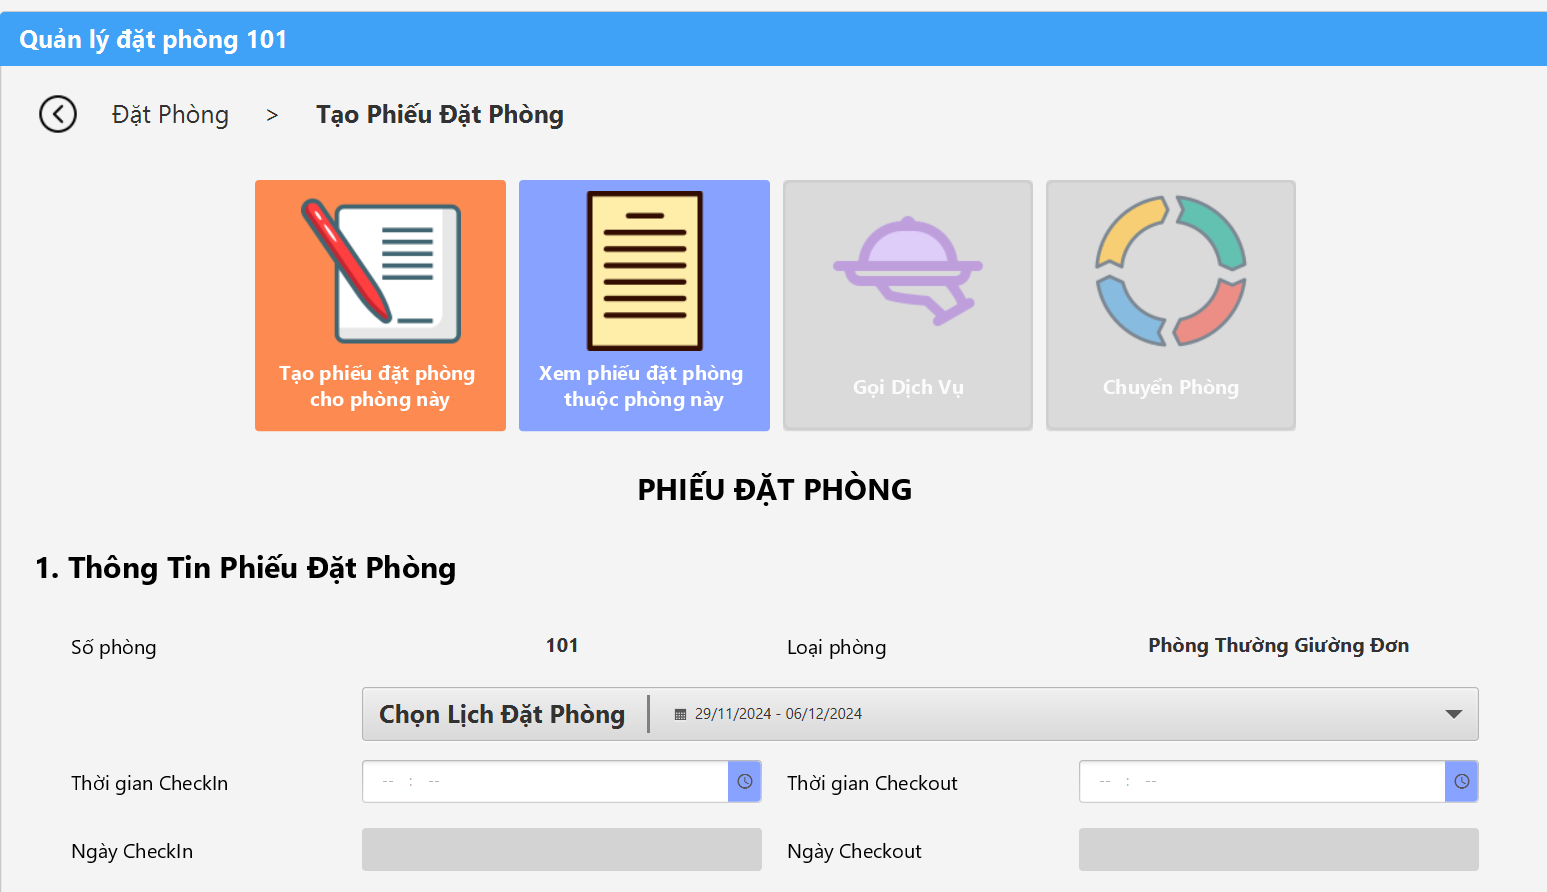 Quản lý đặt phòng 101
Đặt Phòng > Tạo Phiếu Đặt Phòng
Tạo phiếu đặt phòng
cho phòng này
Xem phiếu đặt phòng
thuộc phòng này
Gọi Dịch Vụ
Chuyển Phòng
PHIẾU ĐẶT PHÒNG
1. Thông Tin Phiếu Đặt Phòng
Số phòng 101 Loại phòng Phòng Thường Giường Đơn
Chọn Lịch Đặt Phòng 29/11/2024 - 06/12/2024
Thời gian CheckIn -- : -- Thời gian Checkout -- : --
Ngày CheckIn Ngày Checkout